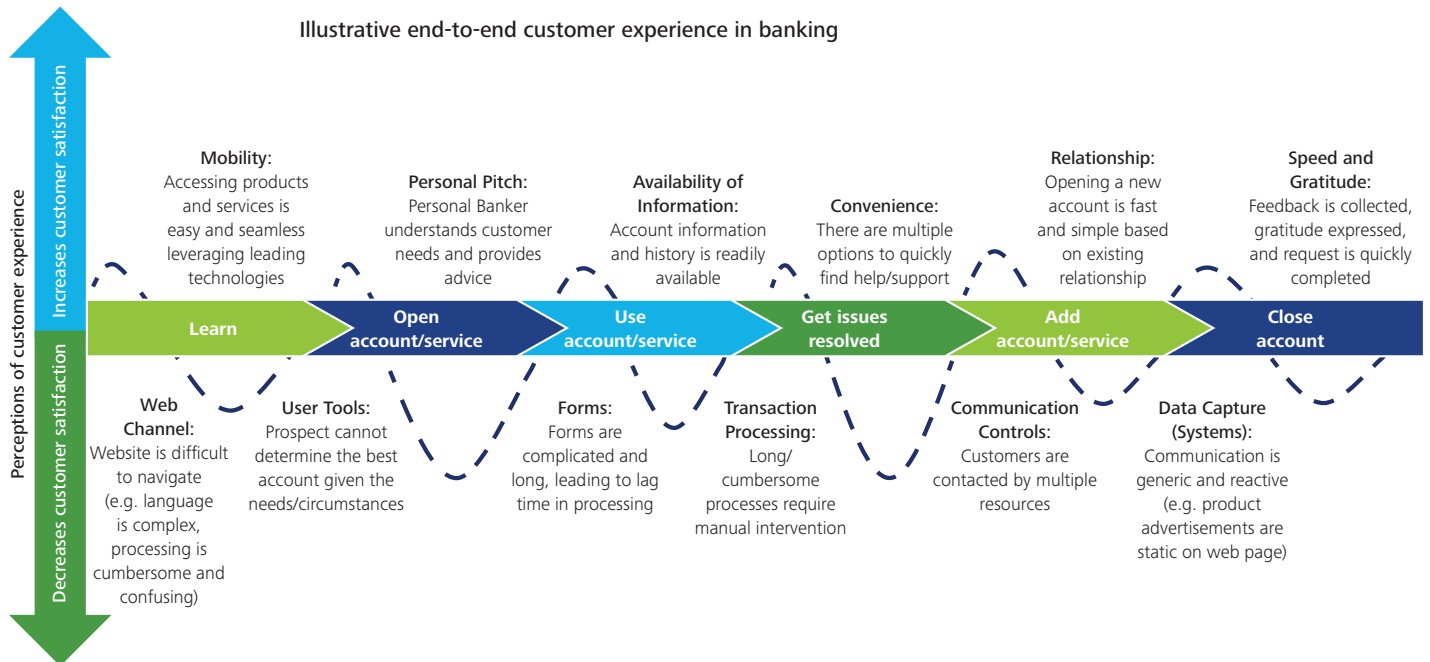 Illustrative end-to-end customer experience in banking
Perceptions of customer experience
Increases customer satisfaction
Decreases customer satisfaction
Mobility:
Accessing products
and services is
easy and seamless
leveraging leading
technologies
Personal Pitch:
Personal Banker
understands customer
needs and provides
advice
Availability of
Information:
Account information
and history is readily
available
Convenience:
There are multiple
options to quickly
find help/support
Relationship:
Opening a new
account is fast
and simple based
on existing
relationship
Speed and
Gratitude:
Feedback is collected,
gratitude expressed,
and request is quickly
completed
Learn
Open
account/service
Use
account/service
Get issues
resolved
Add
account/service
Close
account
Web
Channel:
Website is difficult
to navigate
(e.g. language
is complex,
processing is
cumbersome and
confusing)
User Tools:
Prospect cannot
determine the best
account given the
needs/circumstances
Forms:
Forms are
complicated and
long, leading to lag
time in processing
Transaction
Processing:
Long/
cumbersome
processes require
manual intervention
Communication
Controls:
Customers are
contacted by multiple
resources
Data Capture
(Systems):
Communication is
generic and reactive
(e.g. product
advertisements are
static on web page)